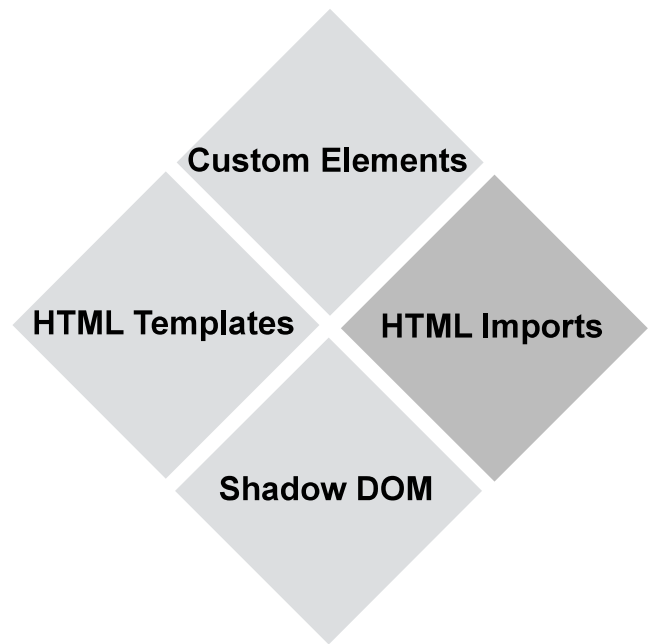 Custom Elements
HTML Templates
HTML Imports
Shadow DOM